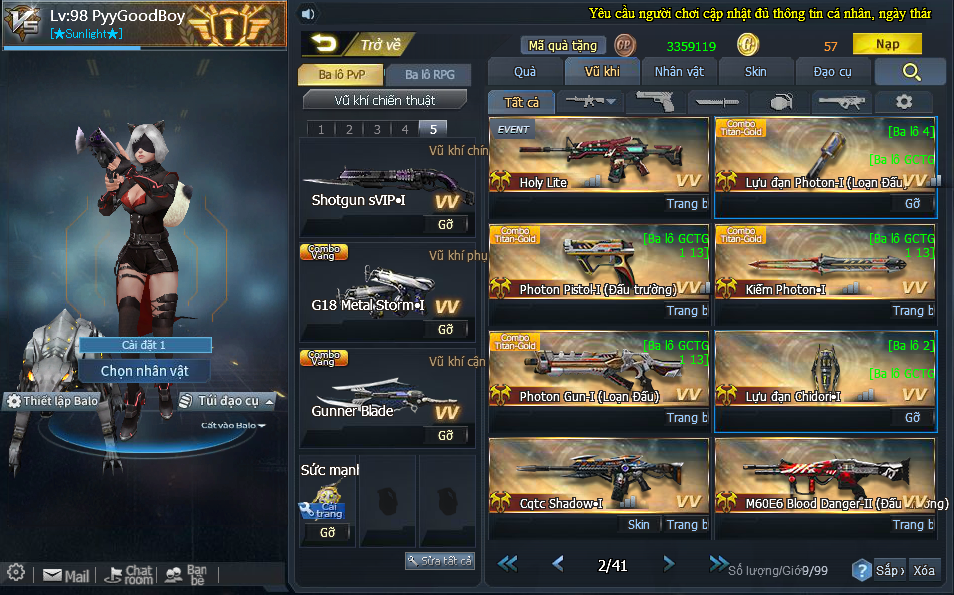 Lv:98 PyyGoodBoy
[★Sunlight★]
Yêu cầu người chơi cập nhật đủ thông tin cá nhân, ngày thár
Trở về
Mã quà tặng
GP
3359119
57
Nạp
Ba lô PvP
Ba lô RPG
Quà
Vũ khí
Nhân vật
Skin
Đạo cụ
Vũ khí chiến thuật
Tất cả
1 2 3 4 5
Vũ khí chín
Shotgun sVIP•I
VV
Gỡ
Combo Vàng
Vũ khí phụ
G18 Metal Storm•I
VV
Gỡ
Combo Vàng
Vũ khí cận
Gunner Blade
VV
Gỡ
Sức mạnh
Cải trang
Gỡ
Sửa tất cả
EVENT
Holy Lite
VV
Trang b
Combo Titan-Gold
[Ba lô 4]
[Ba lô GCTG
Lựu đạn Photon-I (Loạn Đấu)
VV
Gỡ
Combo Titan-Gold
[Ba lô GCTG
1 13]
Photon Pistol-I (Đấu trường)
VV
Trang b
Combo Titan-Gold
[Ba lô GCTG
1 13]
Kiếm Photon•I
VV
Trang b
Combo Titan-Gold
[Ba lô GCTG
1 13]
Photon Gun-I (Loạn Đấu)
VV
Trang b
[Ba lô 2]
[Ba lô GCTG
Lựu đạn Chidori•I
VV
Gỡ
Cqtc Shadow•I
VV
Skin
Trang b
M60E6 Blood Danger-II (Đấu
VV
Trang b
2/41
Số lượng/Giới
9/99
?
Sắp
Xóa
Cài đặt 1
Chọn nhân vật
Thiết lập Balo
Túi đạo cụ
Cất vào Balo
Mail
Chat room
Bạn bè